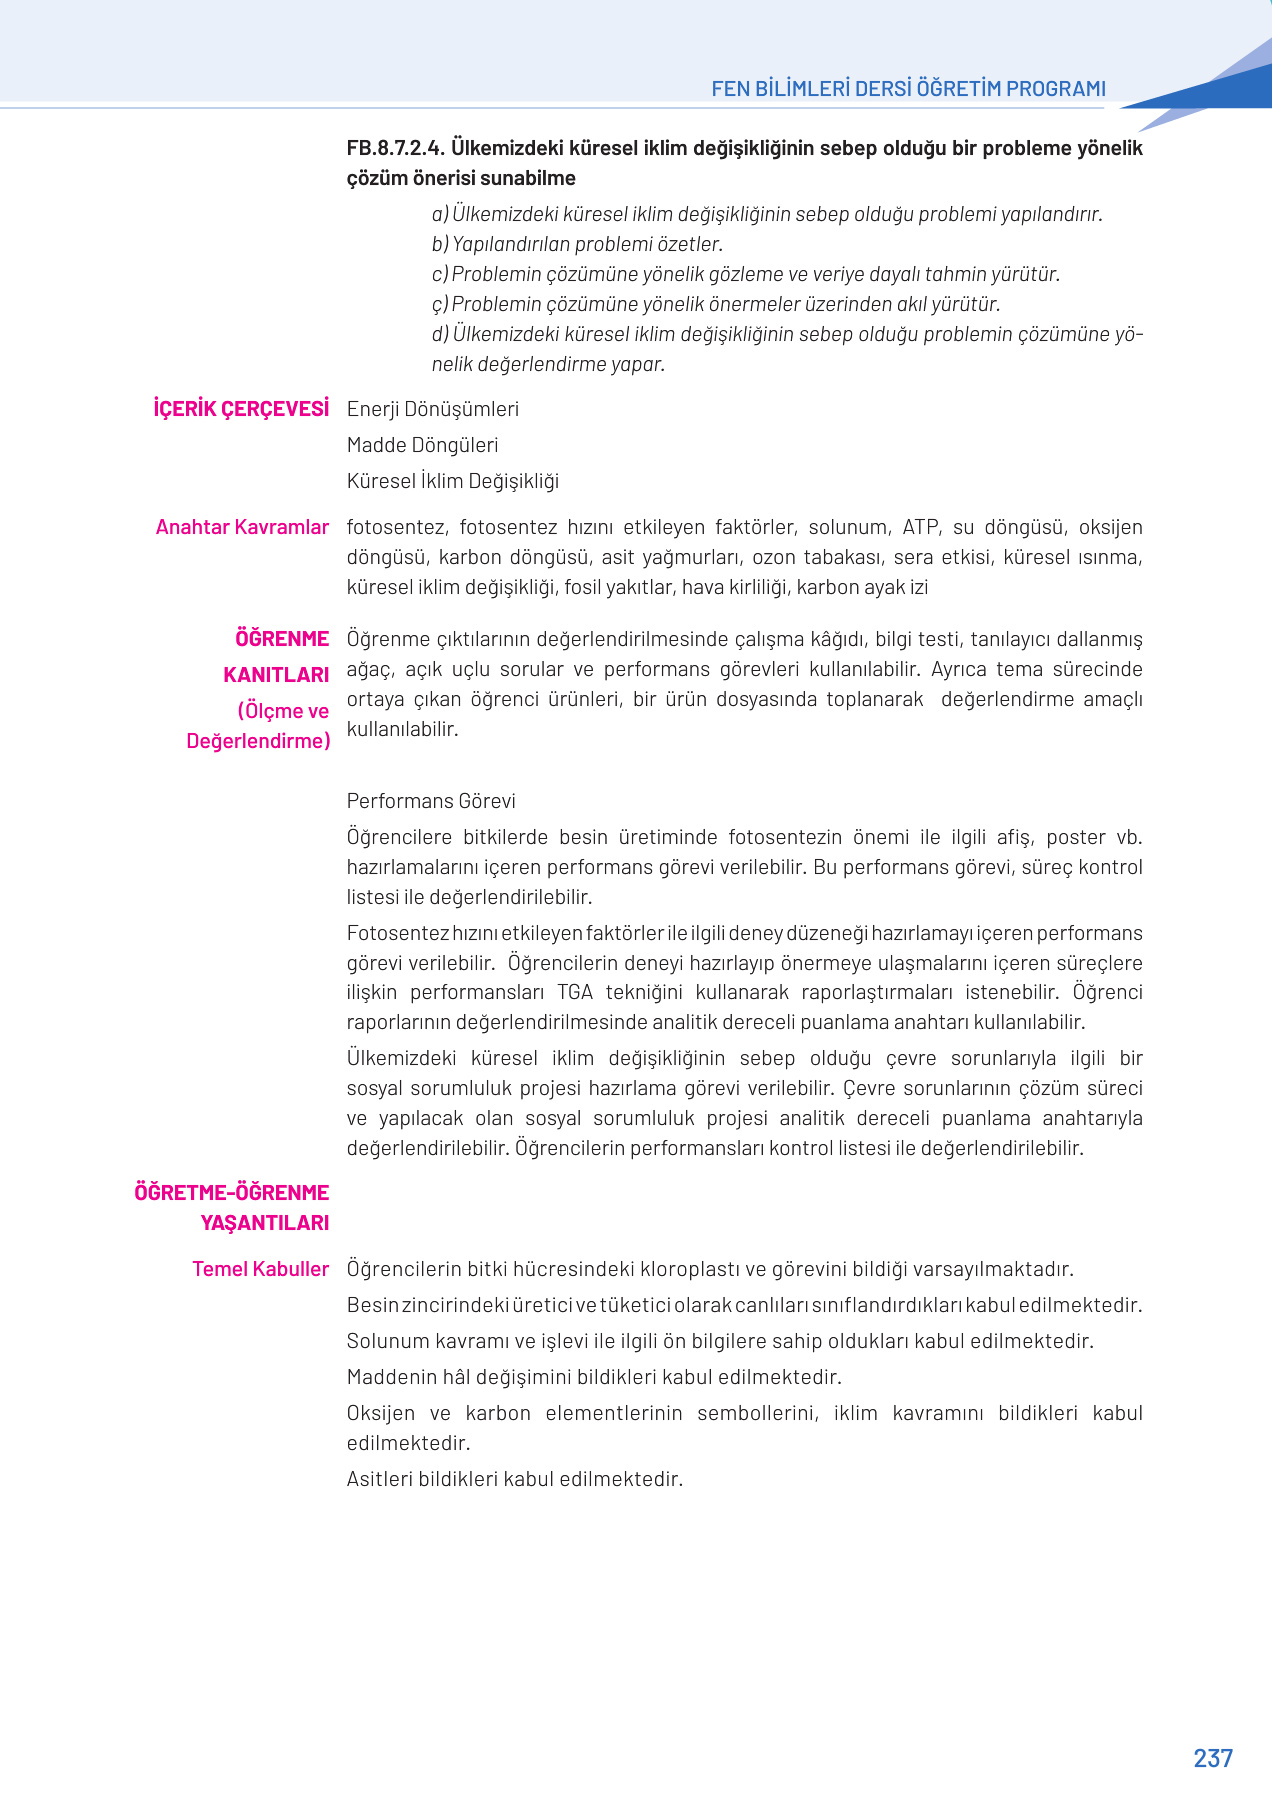 FEN BİLİMLERİ DERSİ ÖĞRETİM PROGRAMI
FB.8.7.2.4. Ülkemizdeki küresel iklim değişikliğinin sebep olduğu bir probleme yönelik
çözüm önerisi sunabilme
a) Ülkemizdeki küresel iklim değişikliğinin sebep olduğu problemi yapılandırır.
b) Yapılandırılan problemi özetler.
c) Problemin çözümüne yönelik gözleme ve veriye dayalı tahmin yürütür.
ç) Problemin çözümüne yönelik önermeler üzerinden akıl yürütür.
d) Ülkemizdeki küresel iklim değişikliğinin sebep olduğu problemin çözümüne yö-
nelik değerlendirme yapar.
İÇERİK ÇERÇEVESİ
Enerji Dönüşümleri
Madde Döngüleri
Küresel İklim Değişikliği
Anahtar Kavramlar
fotosentez, fotosentez hızını etkileyen faktörler, solunum, ATP, su döngüsü, oksijen
döngüsü, karbon döngüsü, asit yağmurları, ozon tabakası, sera etkisi, küresel ısınma,
küresel iklim değişikliği, fosil yakıtlar, hava kirliliği, karbon ayak izi
ÖĞRENME
KANITLARI
(Ölçme ve
Değerlendirme)
Öğrenme çıktılarının değerlendirilmesinde çalışma kâğıdı, bilgi testi, tanılayıcı dallanmış
ağaç, açık uçlu sorular ve performans görevleri kullanılabilir. Ayrıca tema sürecinde
ortaya çıkan öğrenci ürünleri, bir ürün dosyasında toplanarak değerlendirme amaçlı
kullanılabilir.
Performans Görevi
Öğrencilere bitkilerde besin üretiminde fotosentezin önemi ile ilgili afiş, poster vb.
hazırlamalarını içeren performans görevi verilebilir. Bu performans görevi, süreç kontrol
listesi ile değerlendirilebilir.
Fotosentez hızını etkileyen faktörler ile ilgili deney düzeneği hazırlamayı içeren performans
görevi verilebilir. Öğrencilerin deneyi hazırlayıp önermeye ulaşmalarını içeren süreçlere
ilişkin performansları TGA tekniğini kullanarak raporlaştırmaları istenebilir. Öğrenci
raporlarının değerlendirilmesinde analitik dereceli puanlama anahtarı kullanılabilir.
Ülkemizdeki küresel iklim değişikliğinin sebep olduğu çevre sorunlarıyla ilgili bir
sosyal sorumluluk projesi hazırlama görevi verilebilir. Çevre sorunlarının çözüm süreci
ve yapılacak olan sosyal sorumluluk projesi analitik dereceli puanlama anahtarıyla
değerlendirilebilir. Öğrencilerin performansları kontrol listesi ile değerlendirilebilir.
ÖĞRETME-ÖĞRENME
YAŞANTILARI
Temel Kabuller
Öğrencilerin bitki hücresindeki kloroplastı ve görevini bildiği varsayılmaktadır.
Besin zincirindeki üretici ve tüketici olarak canlıları sınıflandırdıkları kabul edilmektedir.
Solunum kavramı ve işlevi ile ilgili ön bilgilere sahip oldukları kabul edilmektedir.
Maddenin hâl değişimini bildikleri kabul edilmektedir.
Oksijen ve karbon elementlerinin sembollerini, iklim kavramını bildikleri kabul
edilmektedir.
Asitleri bildikleri kabul edilmektedir.
237